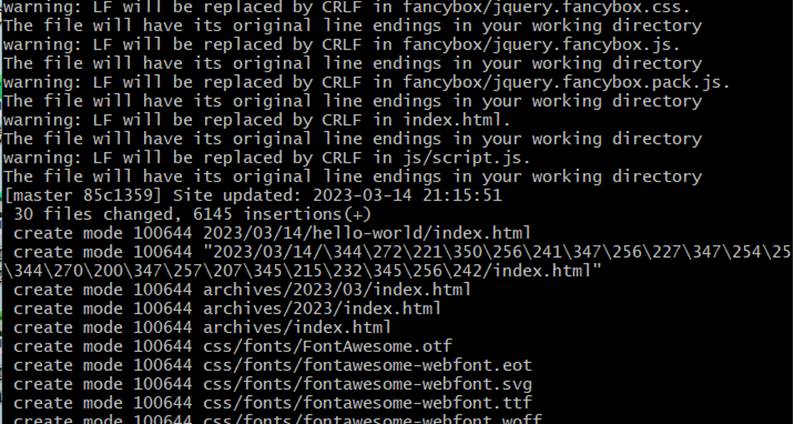 warning: LF will be replaced by CRLF in fancybox/jquery.fancybox.css.
The file will have its original line endings in your working directory
warning: LF will be replaced by CRLF in fancybox/jquery.fancybox.js.
The file will have its original line endings in your working directory
warning: LF will be replaced by CRLF in fancybox/jquery.fancybox.pack.js.
The file will have its original line endings in your working directory
warning: LF will be replaced by CRLF in index.html.
The file will have its original line endings in your working directory
warning: LF will be replaced by CRLF in js/script.js.
The file will have its original line endings in your working directory
[master 85c1359] Site updated: 2023-03-14 21:15:51
 30 files changed, 6145 insertions(+)
 create mode 100644 2023/03/14/hello-world/index.html
 create mode 100644 "2023/03/14/\344\272\221\350\256\241\347\256\227\347\254\25
\344\270\200\347\257\207\345\215\232\345\256\242/index.html"
 create mode 100644 archives/2023/03/index.html
 create mode 100644 archives/2023/index.html
 create mode 100644 archives/index.html
 create mode 100644 css/fonts/FontAwesome.otf
 create mode 100644 css/fonts/fontawesome-webfont.eot
 create mode 100644 css/fonts/fontawesome-webfont.svg
 create mode 100644 css/fonts/fontawesome-webfont.ttf
 create mode 100644 css/fonts/fontawesome-webfont.woff